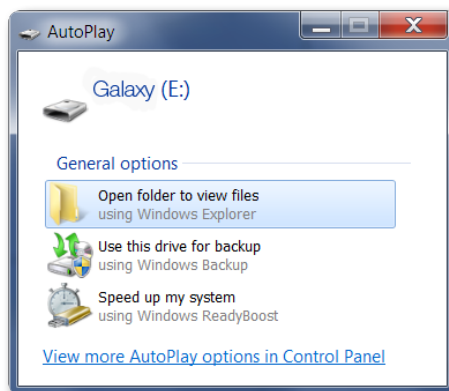 AutoPlay
Galaxy (E:)
General options
Open folder to view files
using Windows Explorer
Use this drive for backup
using Windows Backup
Speed up my system
using Windows ReadyBoost
View more AutoPlay options in Control Panel